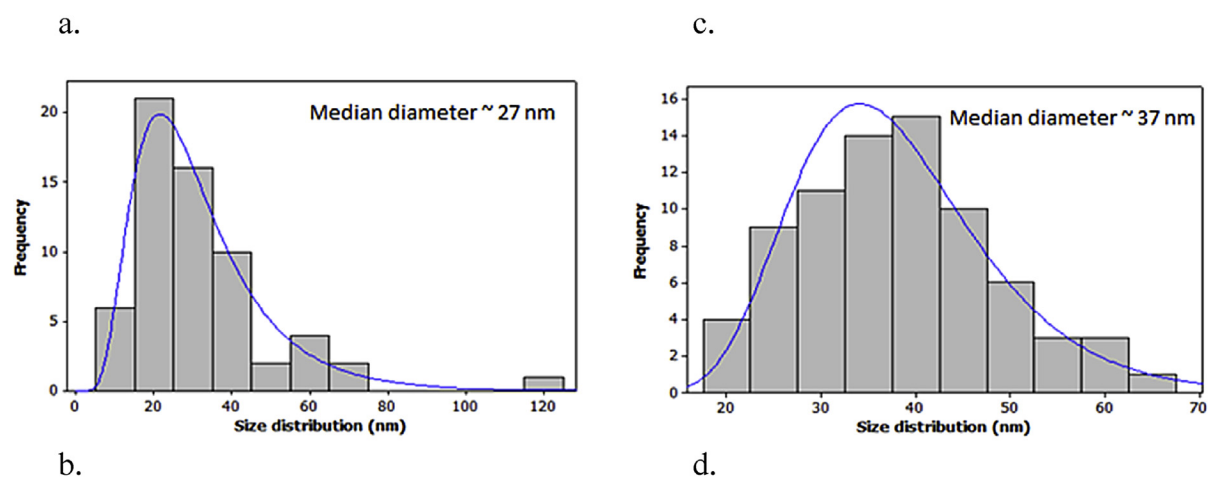 a.
c.
Median diameter ~ 27 nm
20
15
10
5
0
Frequency
0 20 40 60 80 100 120
Size distribution (nm)
Median diameter ~ 37 nm
16
14
12
10
8
6
4
2
0
Frequency
20 30 40 50 60 70
Size distribution (nm)
b.
d.